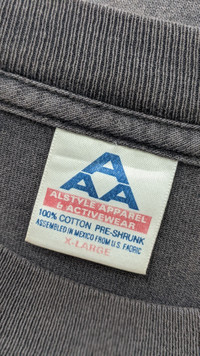 AAA
ALSTYLE APPAREL
& ACTIVEWEAR
100% COTTON PRE-SHRUNK
ASSEMBLED IN MEXICO FROM U.S. FABRIC
X-LARGE